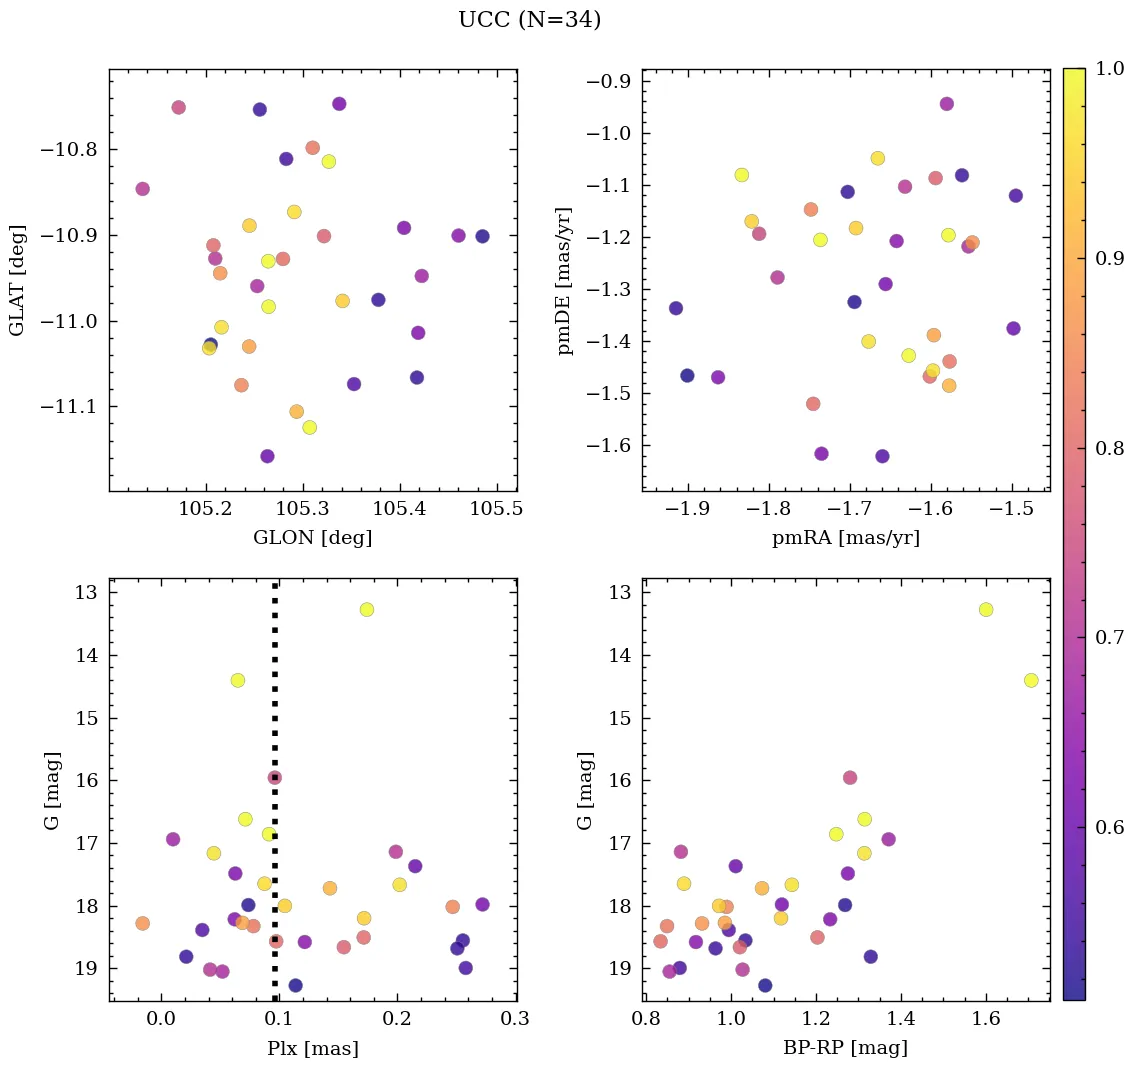 UCC (N=34)
−10.8
−10.9
−11.0
−11.1
GLAT [deg]
105.2 105.3 105.4 105.5
GLON [deg]
−0.9
−1.0
−1.1
−1.2
−1.3
−1.4
−1.5
−1.6
pmDE [mas/yr]
−1.9 −1.8 −1.7 −1.6 −1.5
pmRA [mas/yr]
13
14
15
16
17
18
19
G [mag]
0.0 0.1 0.2 0.3
Plx [mas]
13
14
15
16
17
18
19
G [mag]
0.8 1.0 1.2 1.4 1.6
BP-RP [mag]
1.0
0.9
0.8
0.7
0.6